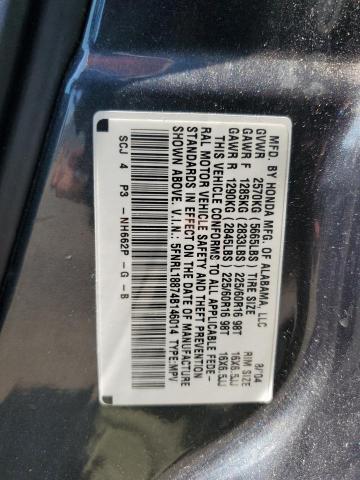 MFD. BY HONDA MFG. OF ALABAMA, LLC 8/04
GVWR 2570KG (5665LBS) TIRE SIZE RIM SIZE
GAWR F 1285KG (2833LBS) 225/60R16 98T 16X6.5JJ
GAWR R 1290KG (2845LBS) 225/60R16 98T 16X6.5JJ
THIS VEHICLE CONFORMS TO ALL APPLICABLE FEDE-
RAL MOTOR VEHICLE SAFETY AND THEFT PREVENTION
STANDARDS IN EFFECT ON THE DATE OF MANUFACTURE
SHOWN ABOVE. V.I.N.: 5FNRL18874B146014 TYPE:MPV
SCJ 4 P3 -NH662P -G -B